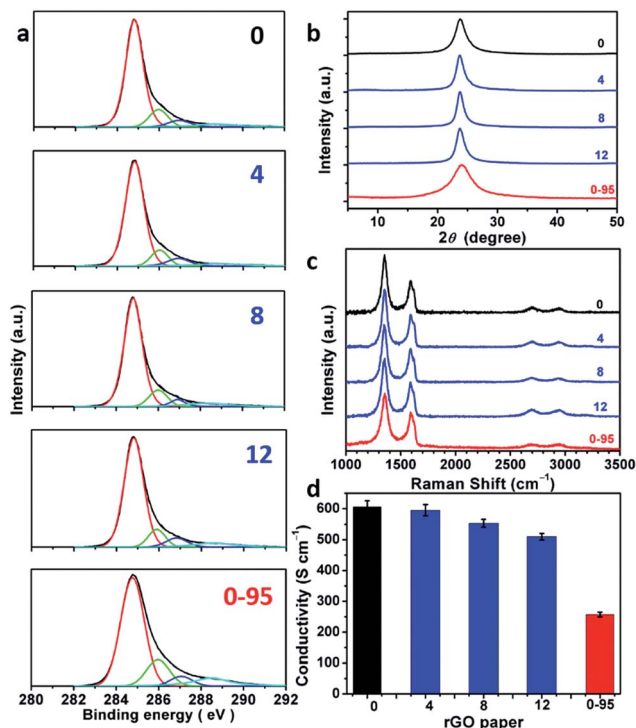 a
0
4
8
12
0-95
Intensity (a.u.)
280 282 284 286 288 290 292
Binding energy ( eV )
b
0
4
8
12
0-95
Intensity (a.u.)
10 20 30 40 50
2θ (degree)
c
0
4
8
12
0-95
Intensity (a.u.)
1000 1500 2000 2500 3000 3500
Raman Shift (cm⁻¹)
d
Conductivity (S cm⁻¹)
600
500
400
300
200
100
0
0 4 8 12 0-95
rGO paper